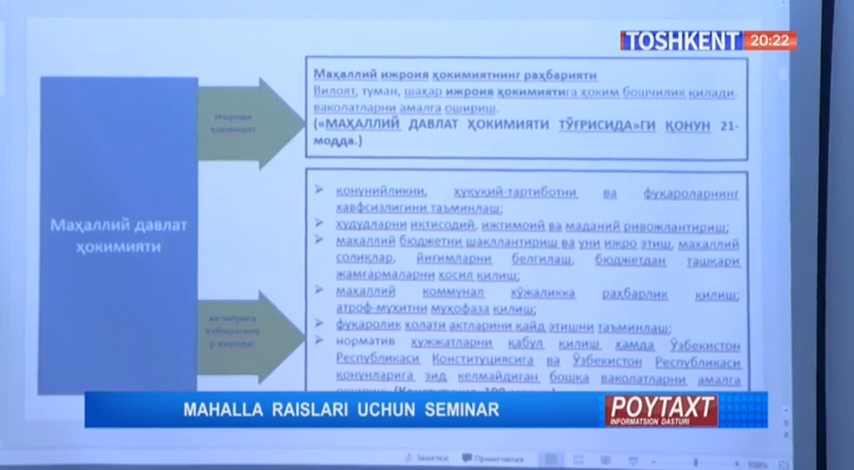 TOSHKENT 20:22
Маҳаллий ижроия ҳокимиятнинг раҳбарияти
Вилоят, туман, шаҳар ижроия ҳокимиятига ҳоким бошчилик қилади.
ваколатларни амалга ошириш.
(«МАҲАЛЛИЙ ДАВЛАТ ҲОКИМИЯТИ ТЎҒРИСИДА»ГИ ҚОНУН 21-
модда.)
Ижроия
ҳокимият
Маҳаллий давлат
ҳокимияти
қонунийликни, ҳуқуқий-тартиботни ва фуқароларнинг
хавфсизлигини таъминлаш;
ҳудудларни иқтисодий, ижтимоий ва маданий ривожлантириш;
маҳаллий бюджетни шакллантириш ва уни ижро этиш, маҳаллий
солиқлар, йиғимларни белгилаш, бюджетдан ташқари
жамғармаларни ҳосил қилиш;
маҳаллий коммунал хўжаликка раҳбарлик қилиш;
атроф-муҳитни муҳофаза қилиш;
фуқаролик ҳолати актларини қайд этишни таъминлаш;
норматив ҳужжатларни қабул қилиш ҳамда Ўзбекистон
Республикаси Конституциясига ва Ўзбекистон Республикаси
қонунларига зид келмайдиган бошқа ваколатларни амалга
MAHALLA RAISLARI UCHUN SEMINAR
POYTAXT
INFORMATSION DASTURI
Заметки Примечания